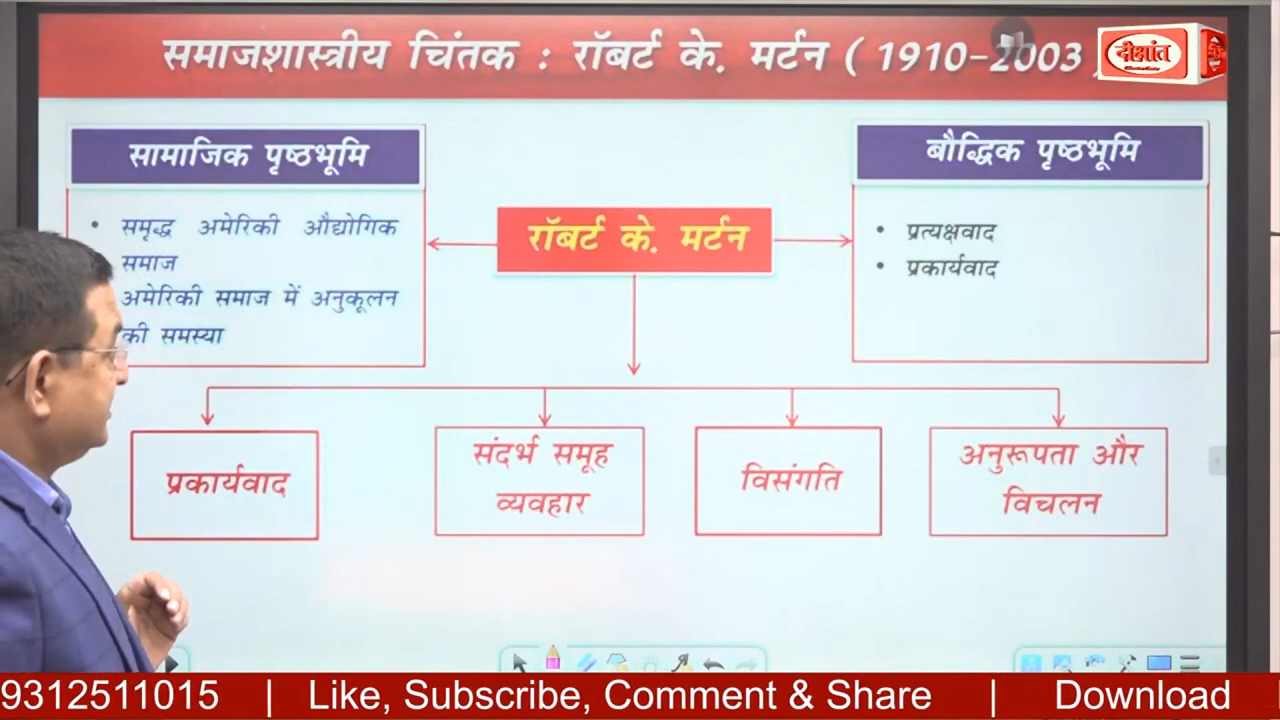 समाजशास्त्रीय चिंतक : रॉबर्ट के. मर्टन ( 1910-2003 )
दीक्षांत
सामाजिक पृष्ठभूमि
• समृद्ध अमेरिकी औद्योगिक
समाज
अमेरिकी समाज में अनुकूलन
की समस्या
रॉबर्ट के. मर्टन
बौद्धिक पृष्ठभूमि
• प्रत्यक्षवाद
• प्रकार्यवाद
प्रकार्यवाद
संदर्भ समूह
व्यवहार
विसंगति
अनुरूपता और
विचलन
9312511015 | Like, Subscribe, Comment & Share | Download